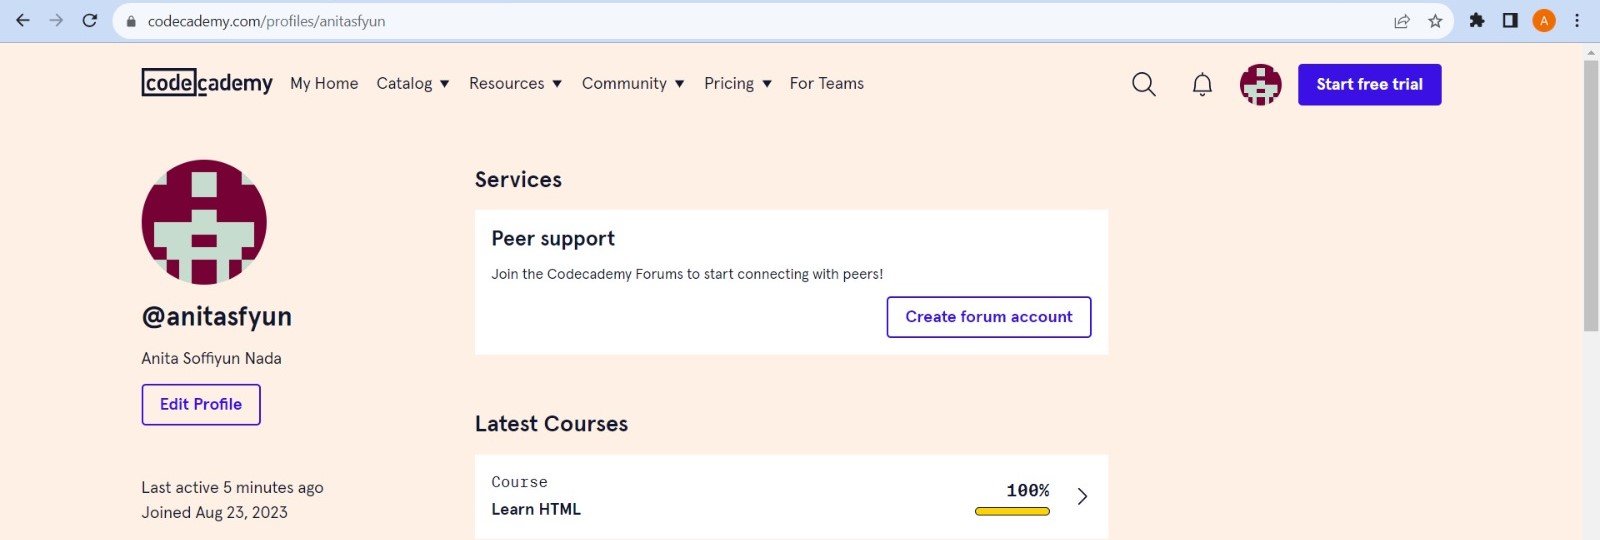 codecademy.com/profiles/anitasfyun
A
codecademy My Home Catalog Resources Community Pricing For Teams Start free trial
@anitasfyun
Anita Soffiyun Nada
Edit Profile
Last active 5 minutes ago
Joined Aug 23, 2023
Services
Peer support
Join the Codecademy Forums to start connecting with peers!
Create forum account
Latest Courses
Course
Learn HTML
100%